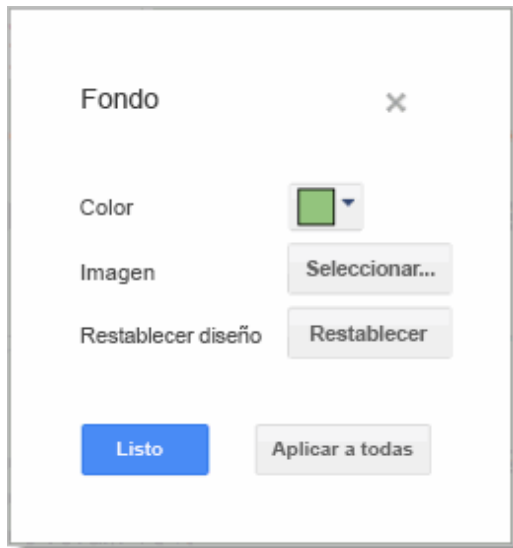 Fondo
Color
Imagen Seleccionar...
Restablecer diseño Restablecer
Listo Aplicar a todas